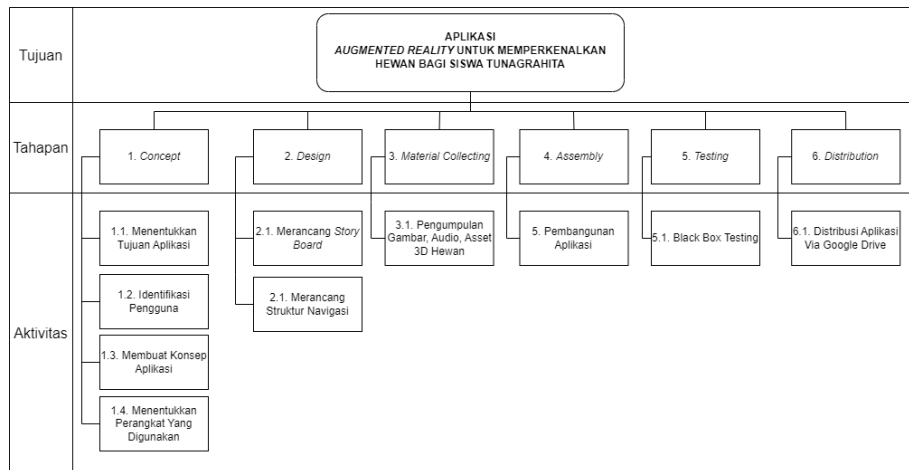 Tujuan
APLIKASI
AUGMENTED REALITY UNTUK MEMPERKENALKAN
HEWAN BAGI SISWA TUNAGRAHITA
Tahapan
1. Concept
2. Design
3. Material Collecting
4. Assembly
5. Testing
6. Distribution
Aktivitas
1.1. Menentukkan
Tujuan Aplikasi
1.2. Identifikasi
Pengguna
1.3. Membuat Konsep
Aplikasi
1.4. Menentukkan
Perangkat Yang
Digunakan
2.1. Merancang Story
Board
2.1. Merancang
Struktur Navigasi
3.1. Pengumpulan
Gambar, Audio, Asset
3D Hewan
5. Pembangunan
Aplikasi
5.1. Black Box Testing
6.1. Distribusi Aplikasi
Via Google Drive